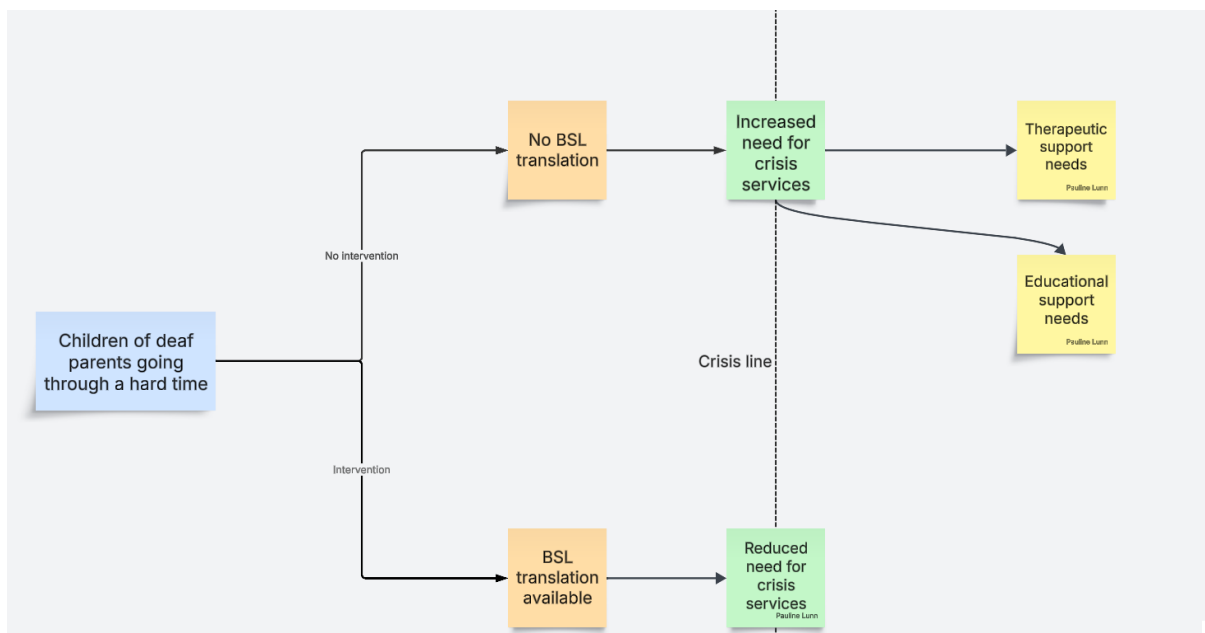 No BSL
translation
Increased
need for
crisis
services
Therapeutic
support
needs
Pauline Lunn
No intervention
Educational
support
needs
Pauline Lunn
Children of deaf
parents going
through a hard time
Crisis line
Intervention
BSL
translation
available
Reduced
need for
crisis
services
Pauline Lunn